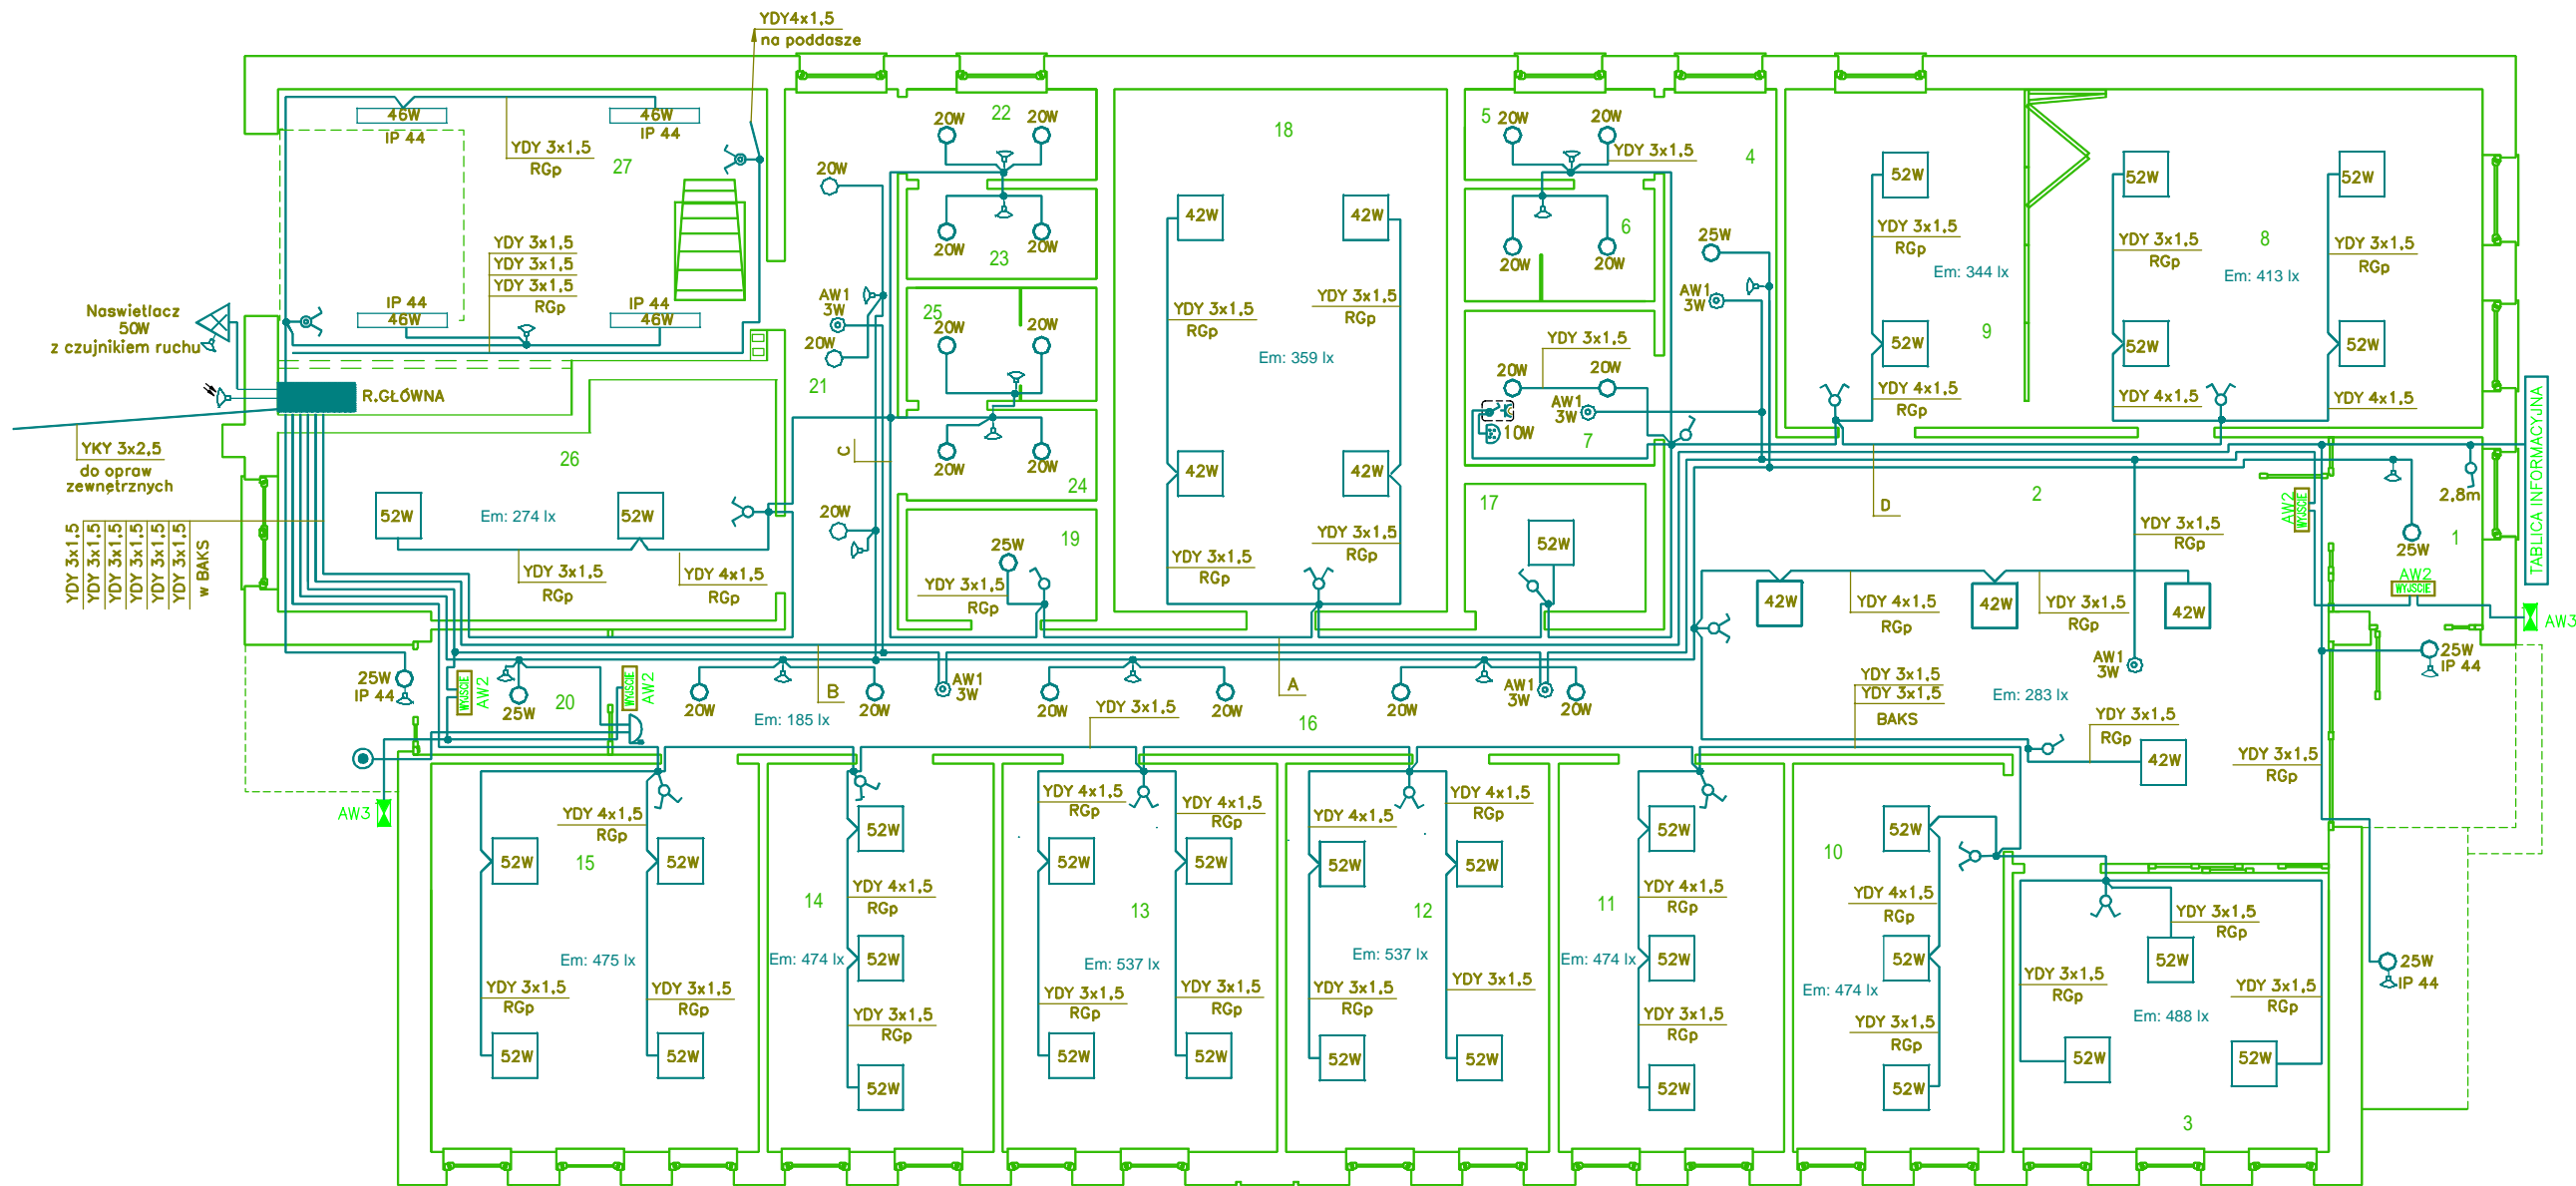 YDY4x1,5
na poddasze
46W
IP 44
46W
IP 44
YDY 3x1,5
RGp
27
YDY 3x1,5
YDY 3x1,5
YDY 3x1,5
RGp
IP 44
46W
IP 44
46W
Naswietlacz
50W
z czujnikiem ruchu
R.GŁÓWNA
YKY 3x2,5
do opraw
zewnętrznych
YDY 3x1,5
YDY 3x1,5
YDY 3x1,5
YDY 3x1,5
YDY 3x1,5
YDY 3x1,5
w BAKS
26
52W
Em: 274 lx
52W
YDY 3x1,5
RGp
YDY 4x1,5
RGp
20W
AW1
3W
20W
21
C
20W
20W
22
20W
20W
23
20W
25
20W
20W
20W
20W
24
25W
19
YDY 3x1,5
RGp
18
42W
42W
YDY 3x1,5
RGp
YDY 3x1,5
RGp
Em: 359 lx
42W
42W
YDY 3x1,5
RGp
YDY 3x1,5
RGp
5
20W
20W
YDY 3x1,5
4
6
20W
20W
25W
AW1
3W
YDY 3x1,5
20W
20W
AW1
3W
10W
7
17
52W
52W
52W
52W
YDY 3x1,5
RGp
YDY 3x1,5
RGp
8
YDY 3x1,5
RGp
Em: 344 lx
Em: 413 lx
9
52W
52W
52W
YDY 4x1,5
RGp
YDY 4x1,5
YDY 4x1,5
TABLICA INFORMACYJNA
D
2
YDY 3x1,5
RGp
AW2
WYJSCIE
2,8m
25W
1
AW2
WYJSCIE
AW3
42W
42W
42W
YDY 4x1,5
RGp
YDY 3x1,5
RGp
25W
IP 44
AW1
3W
YDY 3x1,5
YDY 3x1,5
BAKS
Em: 283 lx
YDY 3x1,5
RGp
42W
YDY 3x1,5
RGp
25W
IP 44
WYJSCIE
AW2
25W
20
WYJSCIE
AW2
20W
Em: 185 lx
B
20W
AW1
3W
20W
YDY 3x1,5
20W
A
16
20W
AW1
3W
20W
AW3
YDY 4x1,5
RGp
52W
15
52W
Em: 475 lx
YDY 3x1,5
RGp
YDY 3x1,5
RGp
52W
52W
52W
YDY 4x1,5
RGp
14
Em: 474 lx
52W
YDY 3x1,5
RGp
52W
YDY 4x1,5
RGp
YDY 4x1,5
RGp
52W
52W
13
Em: 537 lx
YDY 3x1,5
RGp
YDY 3x1,5
RGp
52W
52W
YDY 4x1,5
RGp
YDY 4x1,5
RGp
52W
52W
12
Em: 537 lx
YDY 3x1,5
RGp
YDY 3x1,5
52W
52W
52W
YDY 4x1,5
RGp
11
Em: 474 lx
52W
YDY 3x1,5
RGp
52W
52W
10
YDY 4x1,5
RGp
52W
Em: 474 lx
YDY 3x1,5
RGp
52W
YDY 3x1,5
RGp
52W
YDY 3x1,5
RGp
YDY 3x1,5
RGp
Em: 488 lx
52W
52W
3
25W
IP 44